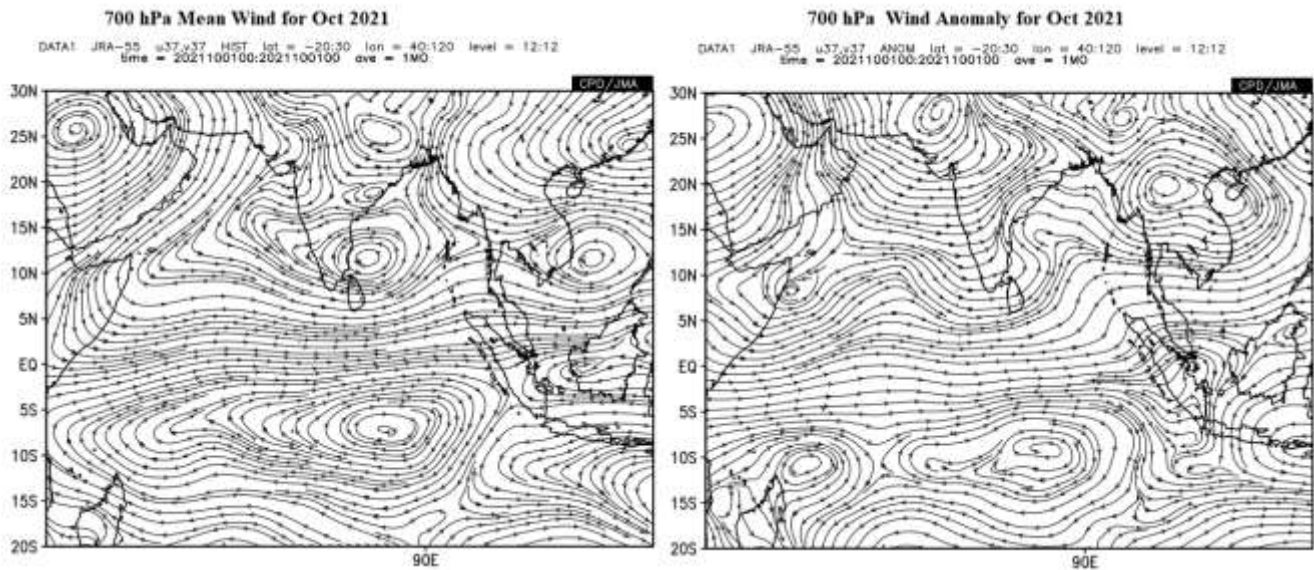 700 hPa Mean Wind for Oct 2021
DATA1 JRA-55 u37,v37 HIST lat = -20:30 lon = 40:120 level = 12:12
time = 2021100100:2021100100 ave = 1MO
CPD/JMA
30N
25N
20N
15N
10N
5N
EQ
5S
10S
15S
20S
90E
700 hPa Wind Anomaly for Oct 2021
DATA1 JRA-55 u37,v37 ANOM lat = -20:30 lon = 40:120 level = 12:12
time = 2021100100:2021100100 ave = 1MO
CPD/JMA
30N
25N
20N
15N
10N
5N
EQ
5S
10S
15S
20S
90E